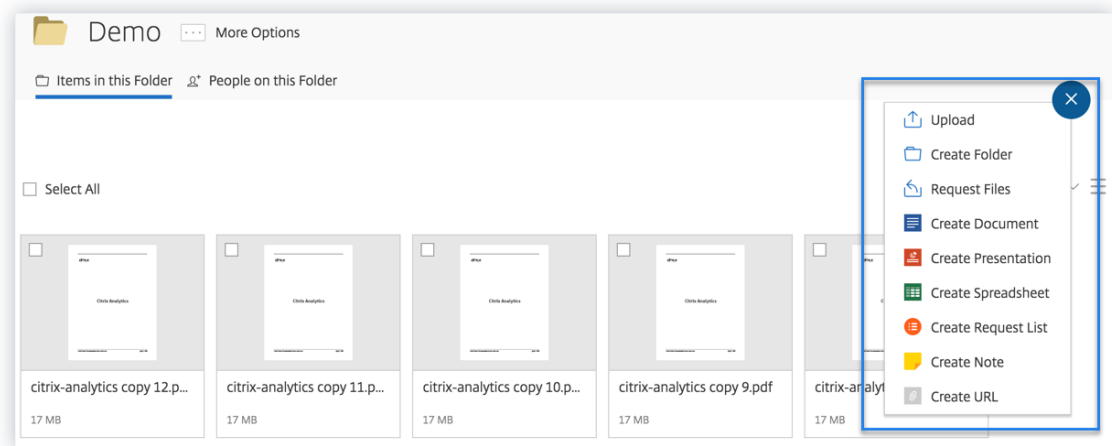 Demo ··· More Options
Items in this Folder People on this Folder
Select All
Upload
Create Folder
Request Files
Create Document
Create Presentation
Create Spreadsheet
Create Request List
Create Note
Create URL
Citrix Analytics
Citrix Analytics
Citrix Analytics
Citrix Analytics
citrix-analytics copy 12.p...
17 MB
citrix-analytics copy 11.p...
17 MB
citrix-analytics copy 10.p...
17 MB
citrix-analytics copy 9.pdf
17 MB
17 MB